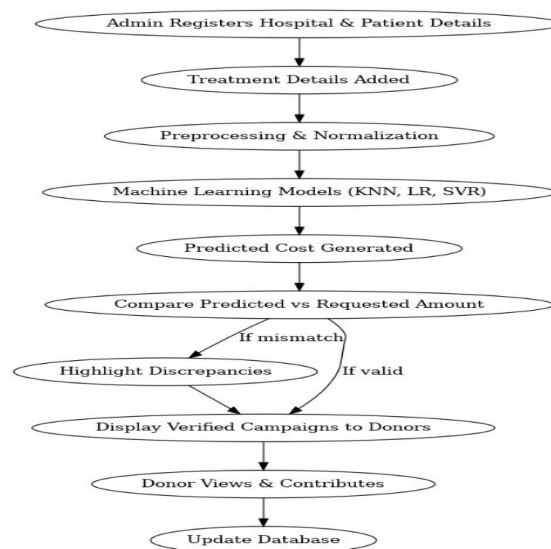 Admin Registers Hospital & Patient Details
Treatment Details Added
Preprocessing & Normalization
Machine Learning Models (KNN, LR, SVR)
Predicted Cost Generated
Compare Predicted vs Requested Amount
If mismatch
Highlight Discrepancies
If valid
Display Verified Campaigns to Donors
Donor Views & Contributes
Update Database